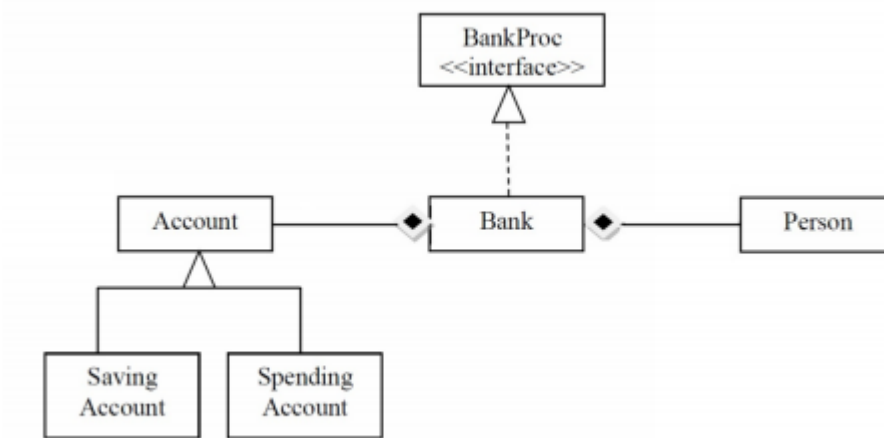 BankProc
<<interface>>
Account
Bank
Person
Saving
Account
Spending
Account